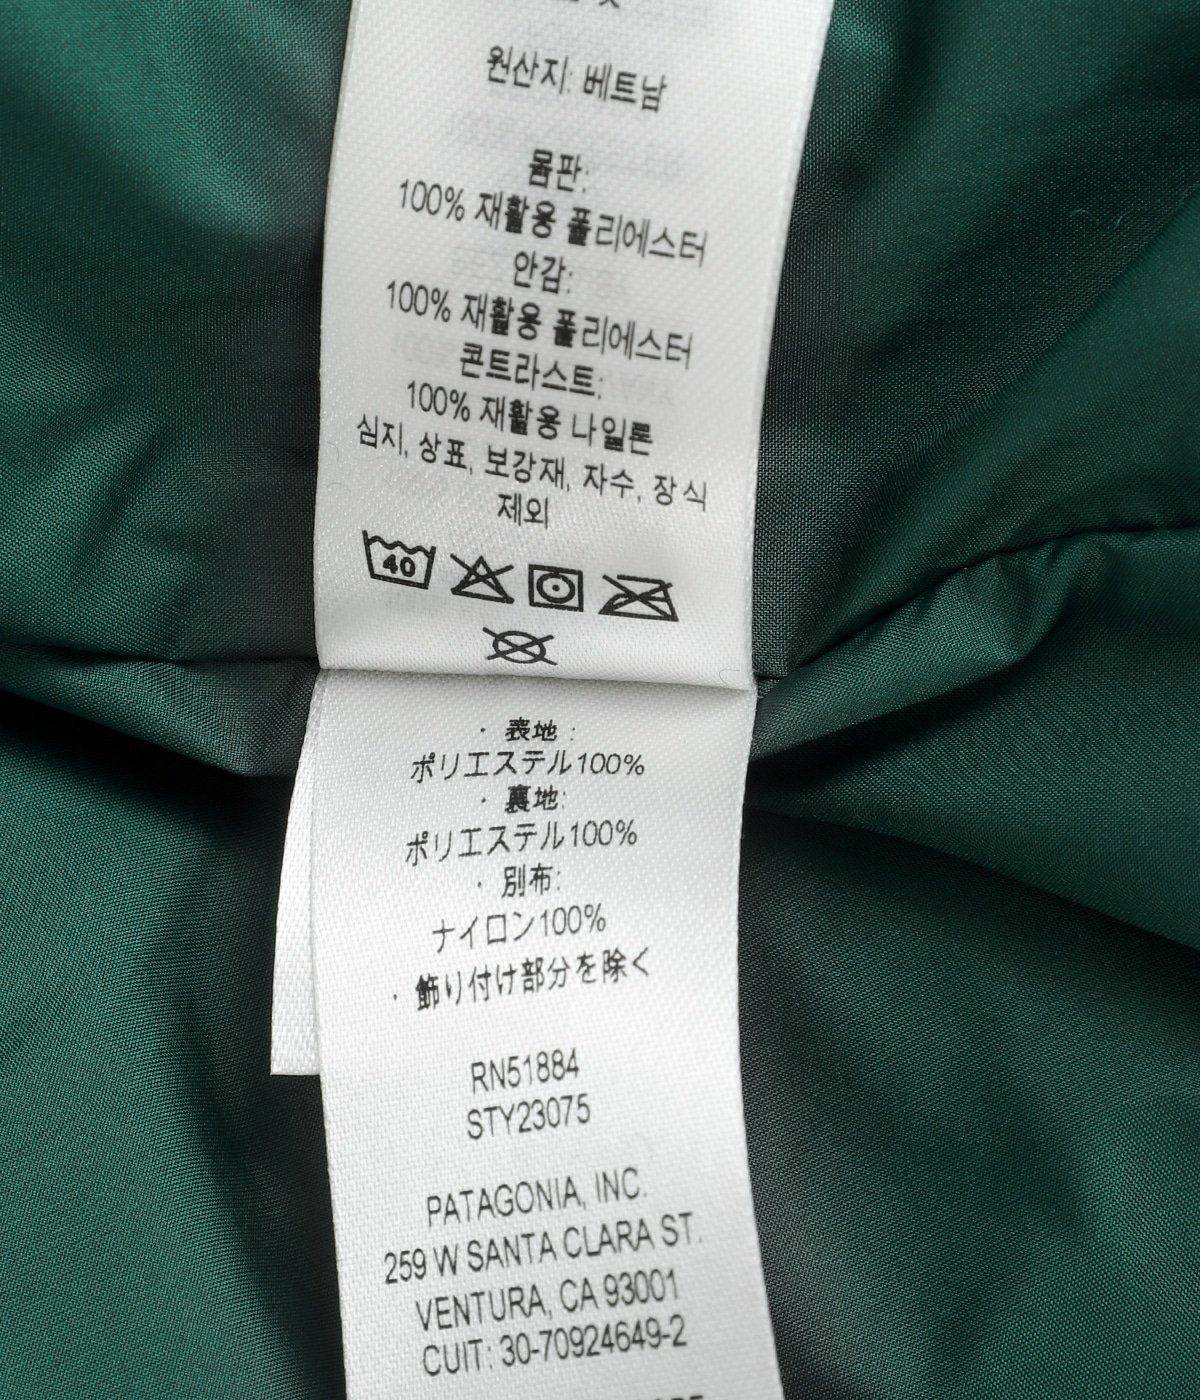 원산지: 베트남
몸판:
100% 재활용 폴리에스터
안감:
100% 재활용 폴리에스터
콘트라스트:
100% 재활용 나일론
심지, 상표, 보강재, 자수, 장식
제외
40
· 表地:
ポリエステル100%
· 裏地:
ポリエステル100%
· 別布:
ナイロン100%
· 飾り付け部分を除く
RN51884
STY23075
PATAGONIA, INC.
259 W SANTA CLARA ST.
VENTURA, CA 93001
CUIT: 30-70924649-2